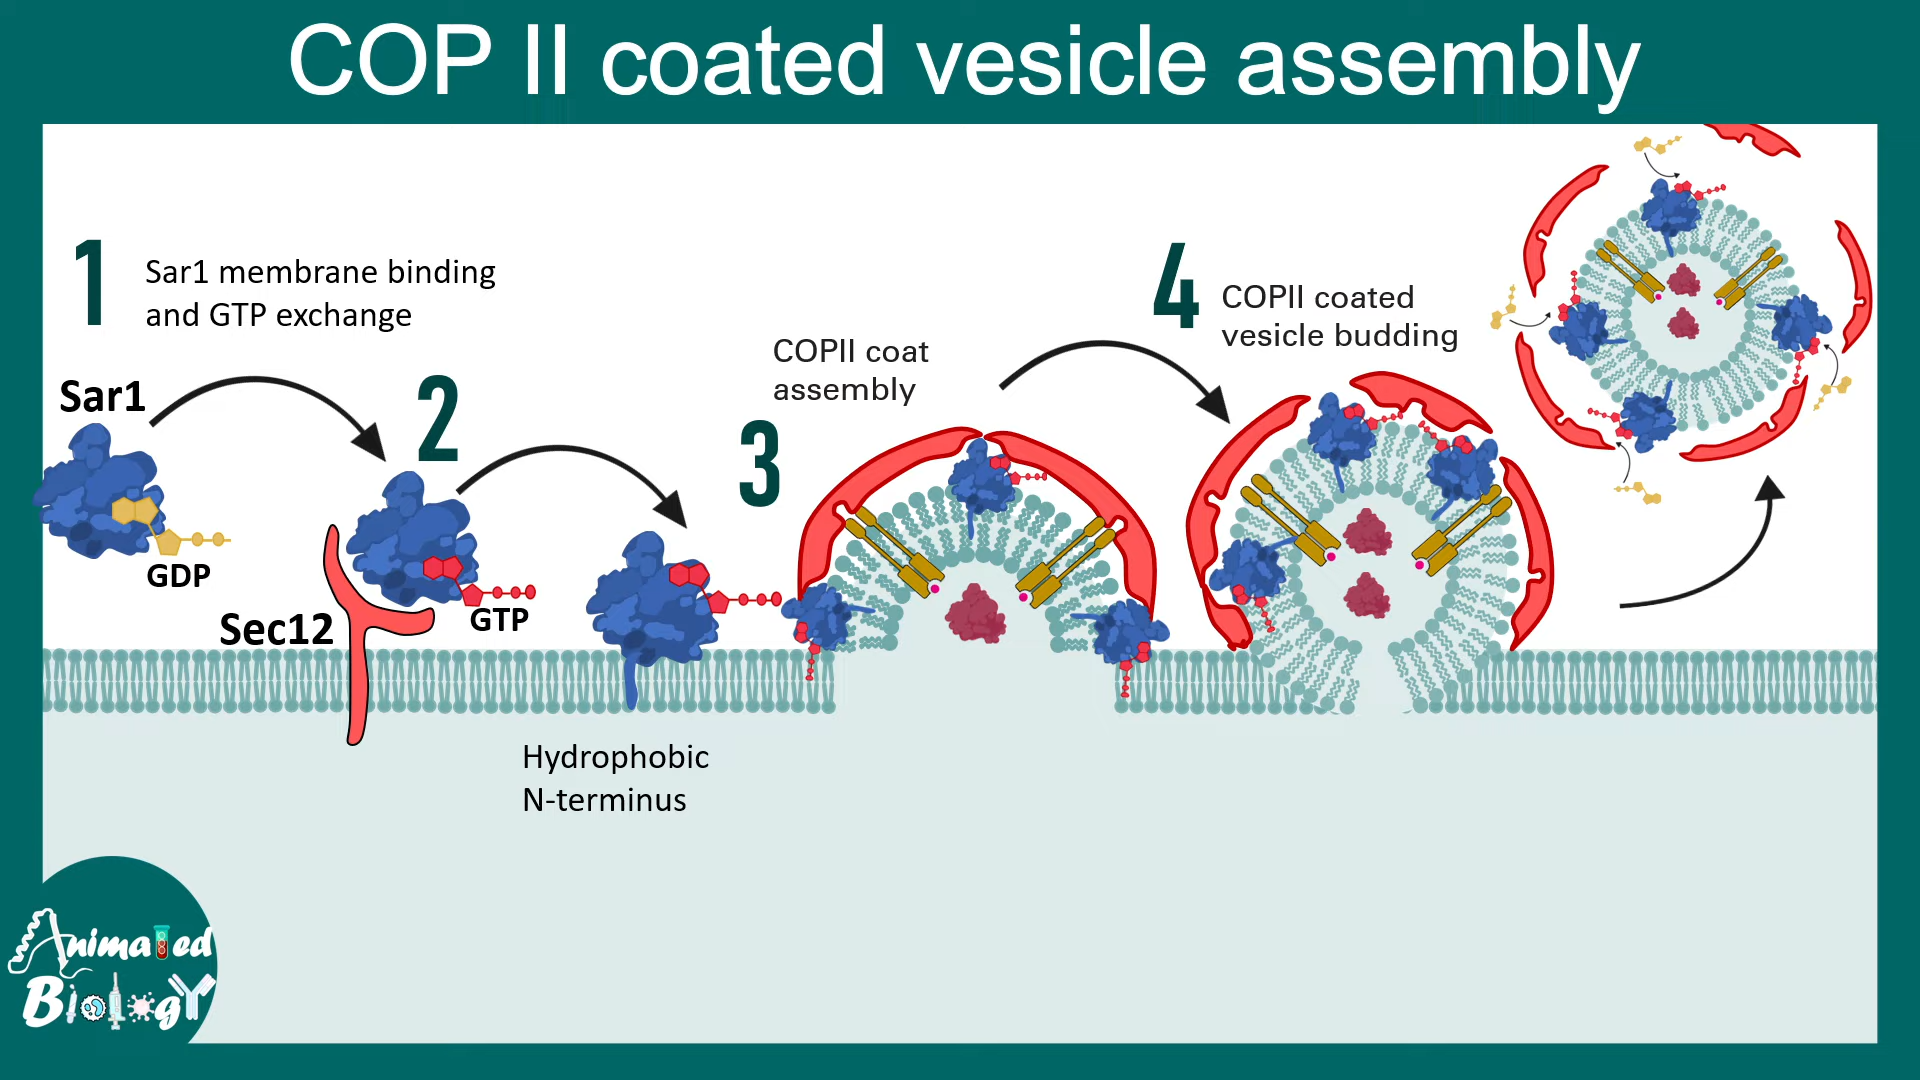 COP II coated vesicle assembly
1
Sar1 membrane binding
and GTP exchange
Sar1
GDP
2
Sec12
GTP
Hydrophobic
N-terminus
3
COPII coat
assembly
4
COPII coated
vesicle budding
Animated
Biology